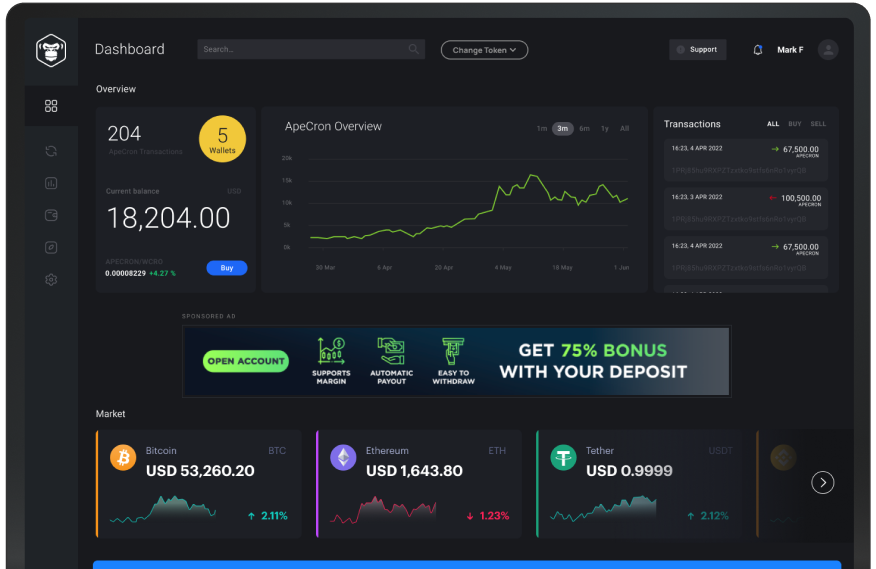 Dashboard
Search...
Change Token
Support
Mark F
Overview
204
ApeCron Transactions
5
Wallets
Current balance
USD
18,204.00
APECRON/WCRO
0.00008229 +4.27 %
Buy
ApeCron Overview
1m 3m 6m 1y All
20k
15k
10k
5k
0k
30 Mar 6 Apr 20 Apr 4 May 18 May 1 Jun
Transactions
ALL BUY SELL
16:23, 4 APR 2022
67,500.00
APECRON
16:23, 3 APR 2022
100,500.00
APECRON
16:23, 4 APR 2022
67,500.00
APECRON
SPONSORED AD
OPEN ACCOUNT
SUPPORTS
MARGIN
AUTOMATIC
PAYOUT
EASY TO
WITHDRAW
GET 75% BONUS
WITH YOUR DEPOSIT
Market
Bitcoin BTC
USD 53,260.20
2.11%
Ethereum ETH
USD 1,643.80
1.23%
Tether USDT
USD 0.9999
2.12%